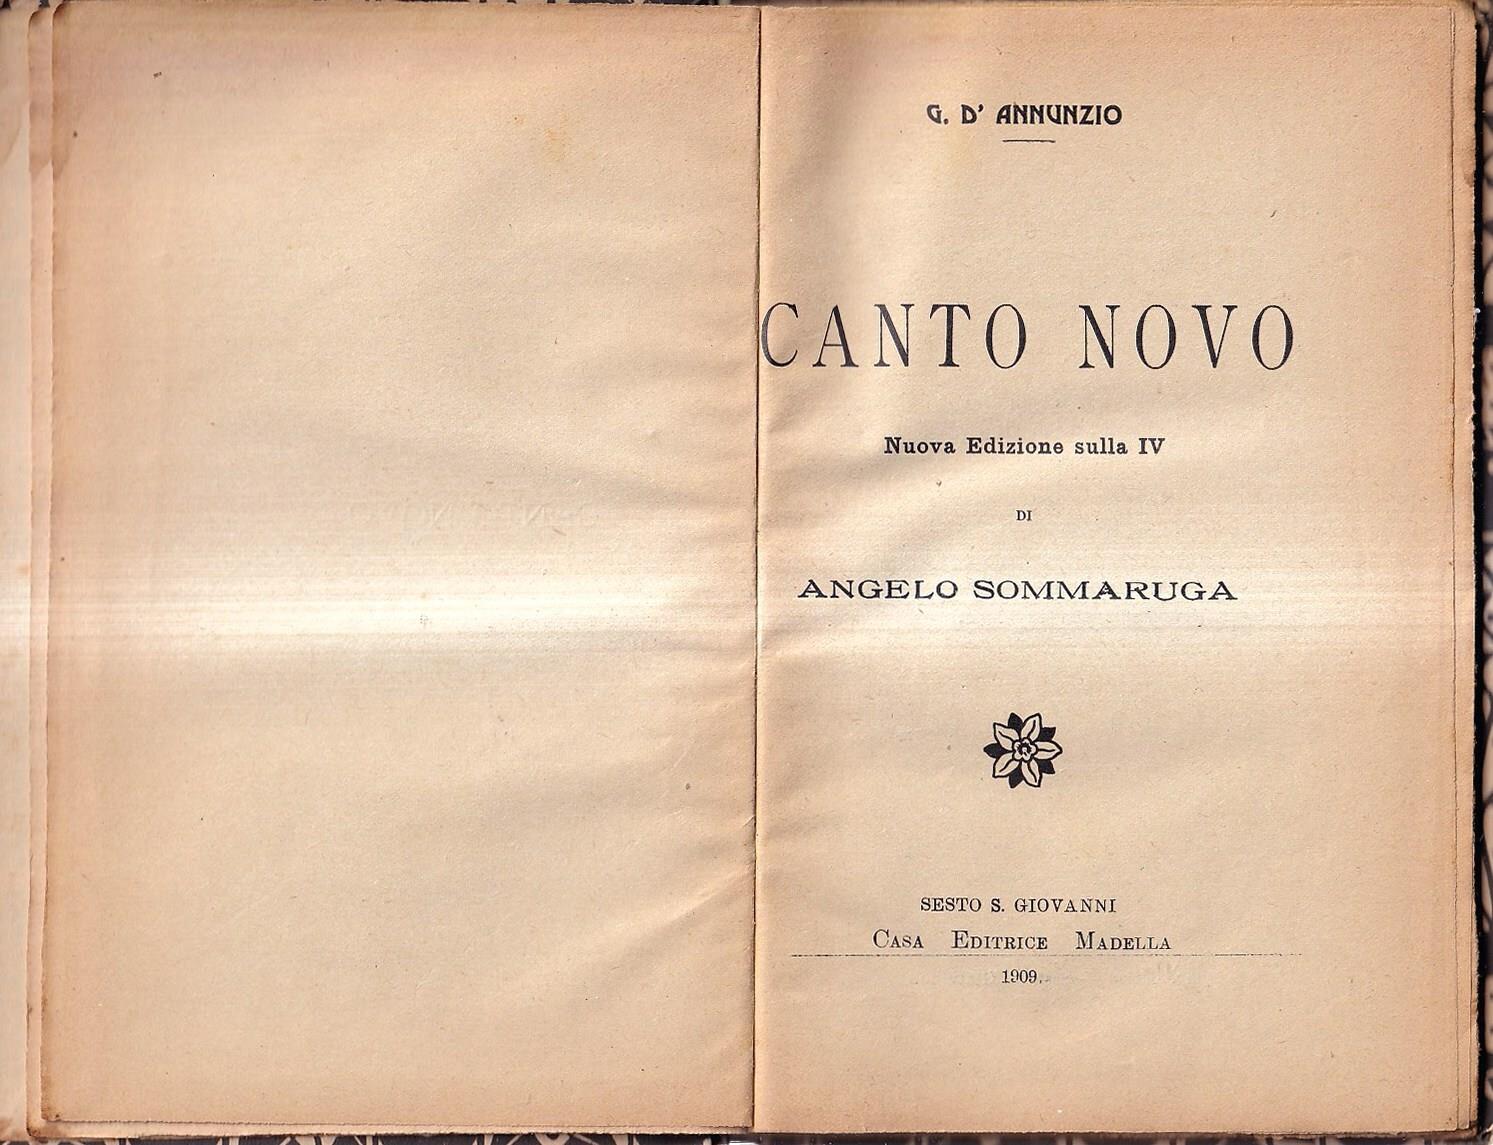 G. D' ANNUNZIO
CANTO NOVO
Nuova Edizione sulla IV
DI
ANGELO SOMMARUGA
SESTO S. GIOVANNI
CASA EDITRICE MADELLA
1909.